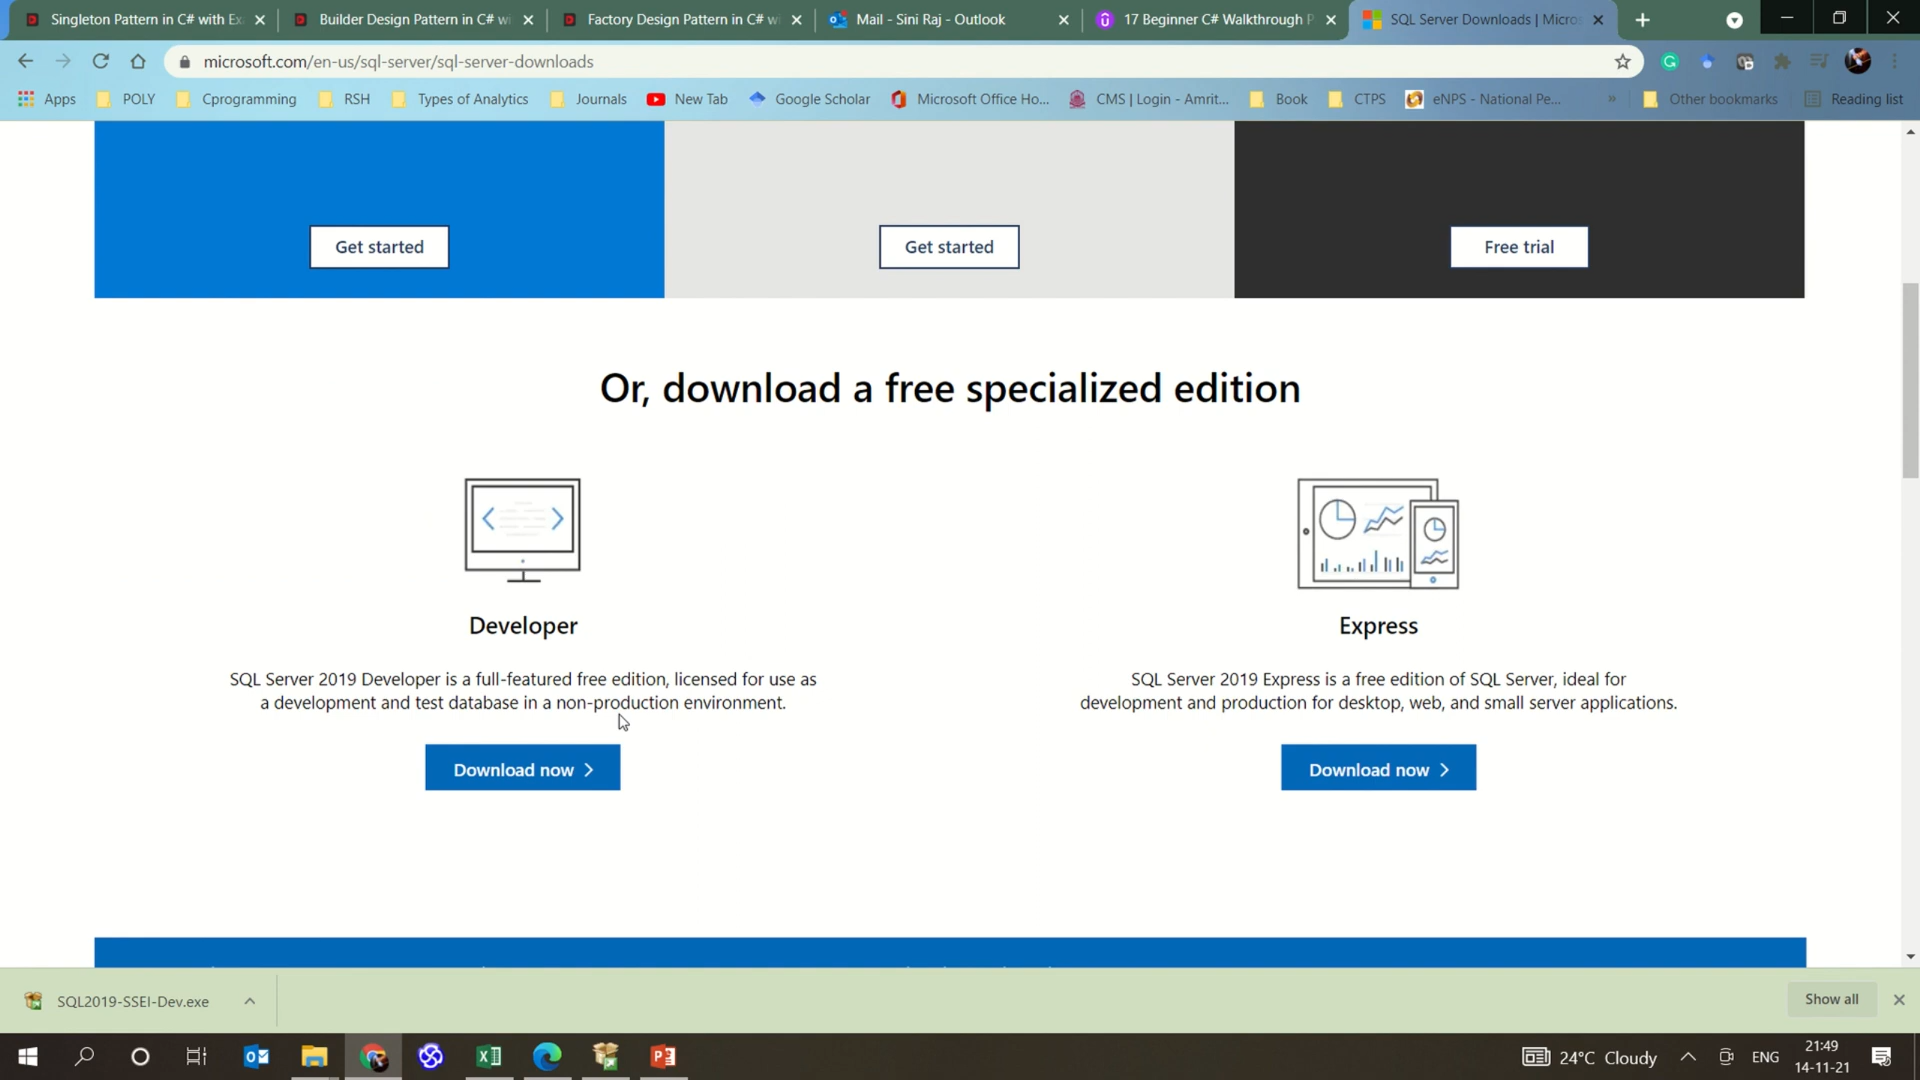 Singleton Pattern in C# with Ex
Builder Design Pattern in C# wi
Factory Design Pattern in C# w
Mail - Sini Raj - Outlook
17 Beginner C# Walkthrough P
SQL Server Downloads | Micro
microsoft.com/en-us/sql-server/sql-server-downloads
Apps
POLY
Cprogramming
RSH
Types of Analytics
Journals
New Tab
Google Scholar
Microsoft Office Ho...
CMS | Login - Amrit...
Book
CTPS
eNPS - National Pe...
»
Other bookmarks
Reading list
Get started
Get started
Free trial
Or, download a free specialized edition
Developer
SQL Server 2019 Developer is a full-featured free edition, licensed for use as
a development and test database in a non-production environment.
Download now
Express
SQL Server 2019 Express is a free edition of SQL Server, ideal for
development and production for desktop, web, and small server applications.
Download now
SQL2019-SSEI-Dev.exe
Show all
24°C Cloudy
ENG
21:49
14-11-21